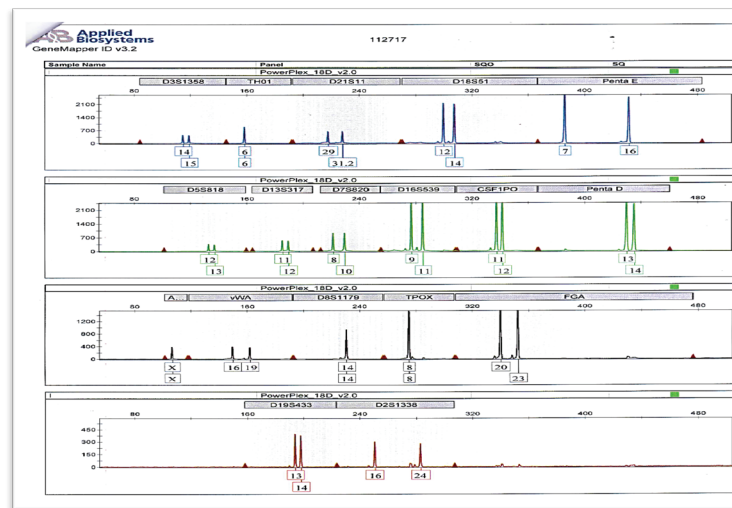 Applied
Biosystems
112717
GeneMapper ID v3.2
Sample Name Panel SQO SQ
PowerPlex_18D_v2.0
D3S1358 TH01 D21S11 D18S51 Penta E
80 160 240 320 400 480
2100
1400
700
0
14 6 29 12 7 16
15 6 31.2 14
PowerPlex_18D_v2.0
D5S818 D13S317 D7S820 D16S539 CSF1PO Penta D
80 160 240 320 400 480
2100
1400
700
0
12 11 8 9 11 13
13 12 10 11 12 14
PowerPlex_18D_v2.0
A... vWA D8S1179 TPOX FGA
80 160 240 320 400 480
1200
800
400
0
X 16 19 14 8 20
X 14 8 23
PowerPlex_18D_v2.0
D19S433 D2S1338
80 160 240 320 400 480
450
300
150
0
13 16 24
14